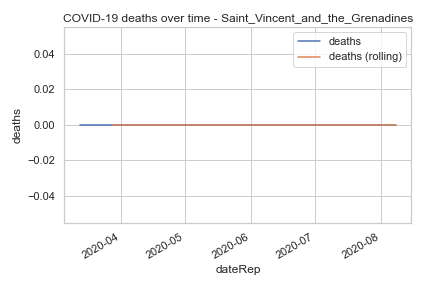 COVID-19 deaths over time - Saint_Vincent_and_the_Grenadines
deaths
deaths (rolling)
0.04
0.02
0.00
−0.02
−0.04
deaths
2020-04
2020-05
2020-06
2020-07
2020-08
dateRep